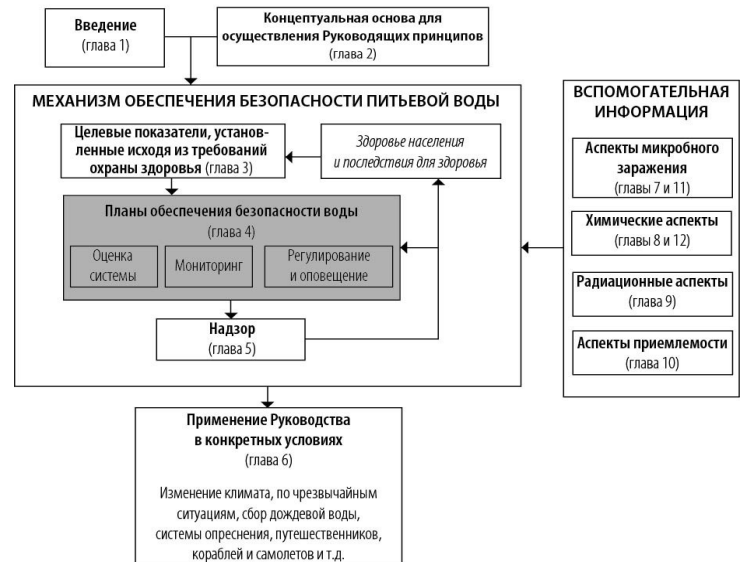 Введение
(глава 1)
Концептуальная основа для
осуществления Руководящих принципов
(глава 2)
МЕХАНИЗМ ОБЕСПЕЧЕНИЯ БЕЗОПАСНОСТИ ПИТЬЕВОЙ ВОДЫ
Целевые показатели, установ-
ленные исходя из требований
охраны здоровья (глава 3)
Здоровье населения
и последствия для здоровья
Планы обеспечения безопасности воды
(глава 4)
Оценка
системы
Мониторинг
Регулирование
и оповещение
Надзор
(глава 5)
ВСПОМОГАТЕЛЬНАЯ
ИНФОРМАЦИЯ
Аспекты микробного
заражения
(главы 7 и 11)
Химические аспекты
(главы 8 и 12)
Радиационные аспекты
(глава 9)
Аспекты приемлемости
(глава 10)
Применение Руководства
в конкретных условиях
(глава 6)
Изменение климата, по чрезвычайным
ситуациям, сбор дождевой воды,
системы опреснения, путешественников,
кораблей и самолетов и т.д.